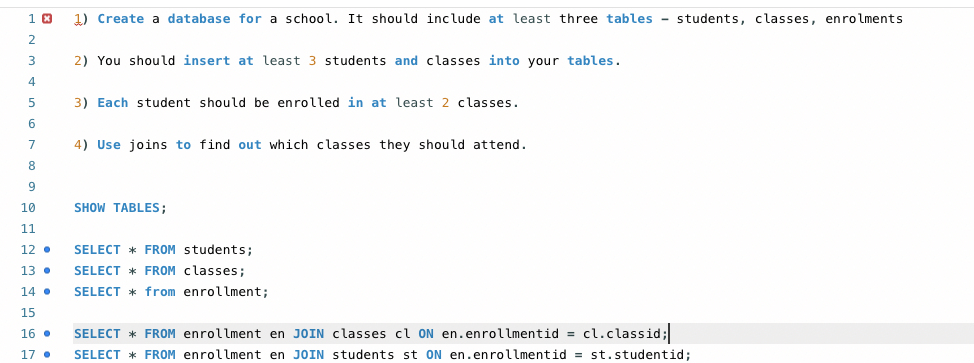 1 1) Create a database for a school. It should include at least three tables – students, classes, enrolments
2
3 2) You should insert at least 3 students and classes into your tables.
4
5 3) Each student should be enrolled in at least 2 classes.
6
7 4) Use joins to find out which classes they should attend.
8
9
10 SHOW TABLES;
11
12 SELECT * FROM students;
13 SELECT * FROM classes;
14 SELECT * from enrollment;
15
16 SELECT * FROM enrollment en JOIN classes cl ON en.enrollmentid = cl.classid;
17 SELECT * FROM enrollment en JOIN students st ON en.enrollmentid = st.studentid;